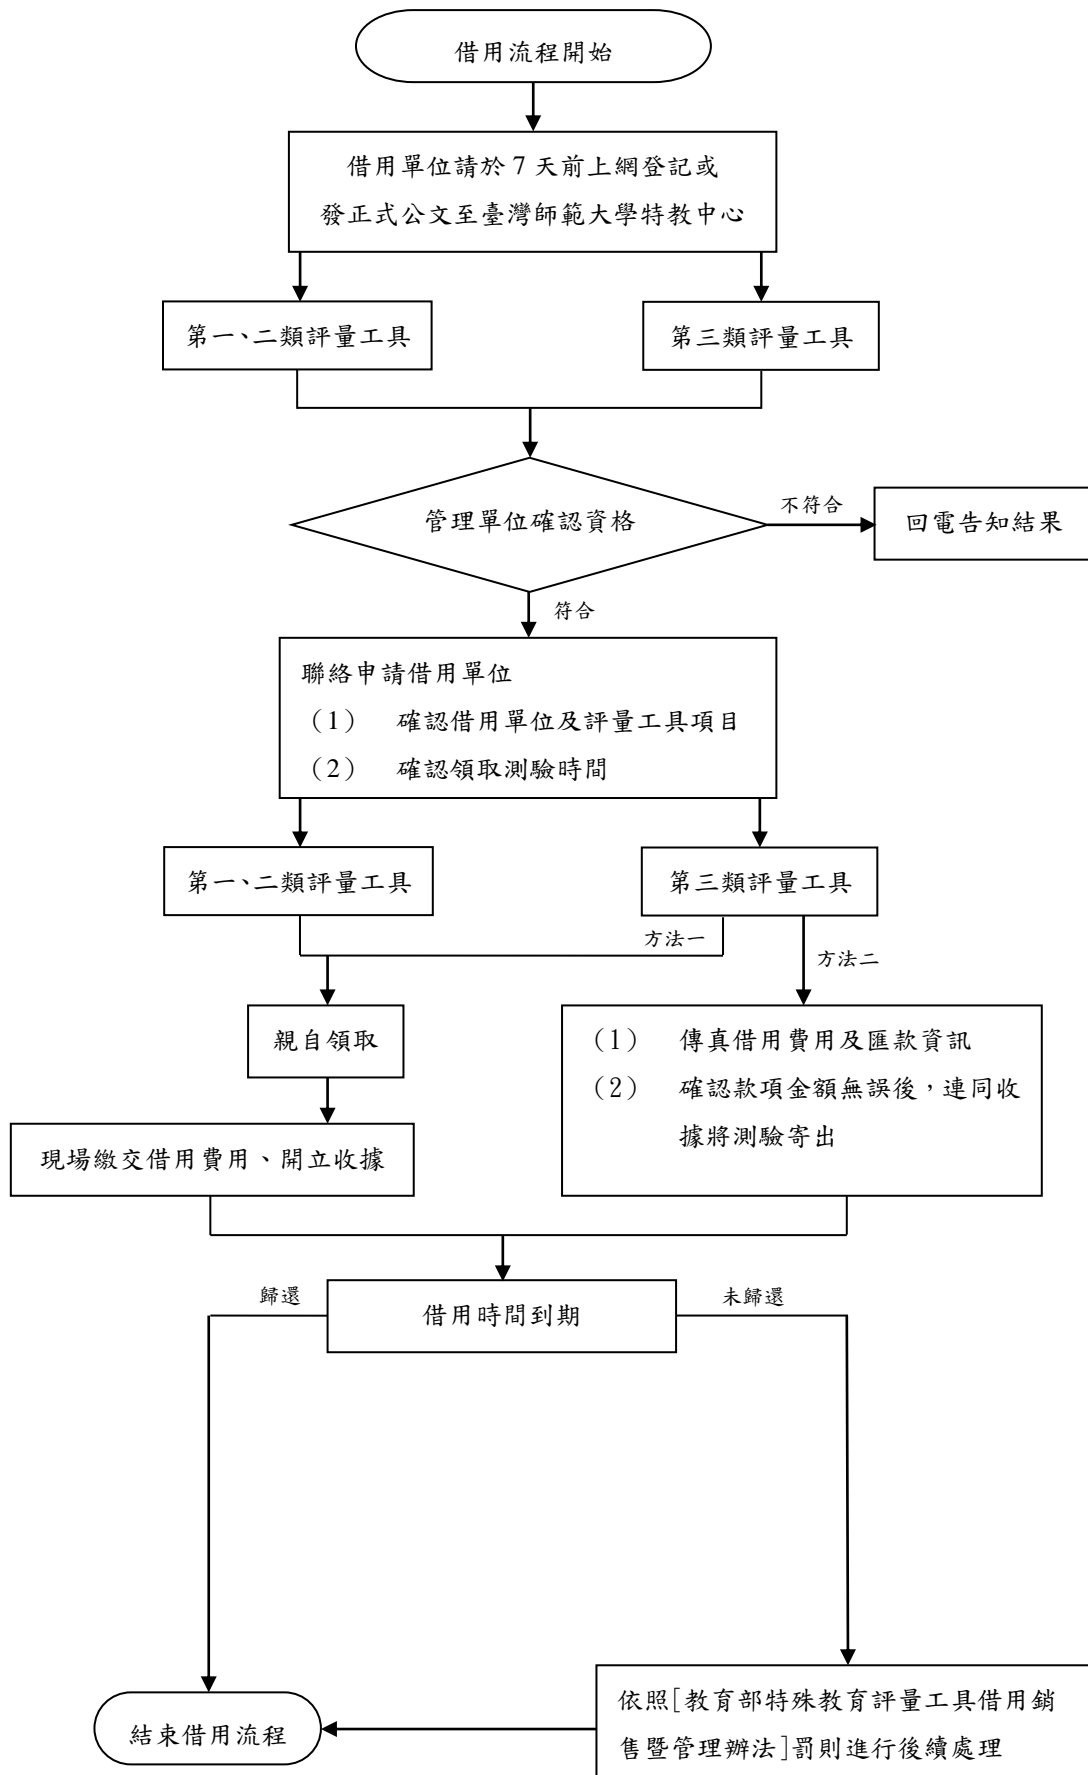 借用流程開始
借用單位請於 7 天前上網登記或
發正式公文至臺灣師範大學特教中心
第一、二類評量工具
第三類評量工具
管理單位確認資格
不符合
回電告知結果
符合
聯絡申請借用單位
（1） 確認借用單位及評量工具項目
（2） 確認領取測驗時間
第一、二類評量工具
第三類評量工具
方法一
方法二
親自領取
現場繳交借用費用、開立收據
（1） 傳真借用費用及匯款資訊
（2） 確認款項金額無誤後，連同收
據將測驗寄出
歸還
借用時間到期
未歸還
結束借用流程
依照[教育部特殊教育評量工具借用銷
售暨管理辦法]罰則進行後續處理